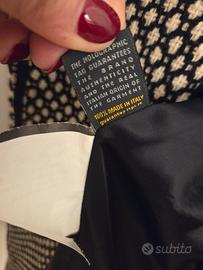 THE HOLOGRAPHIC
TAG GUARANTEES
THE BRAND
AUTHENTICITY
AND THE REAL
ITALIAN ORIGIN OF
THE GARMENT
100% MADE IN ITALY
subito